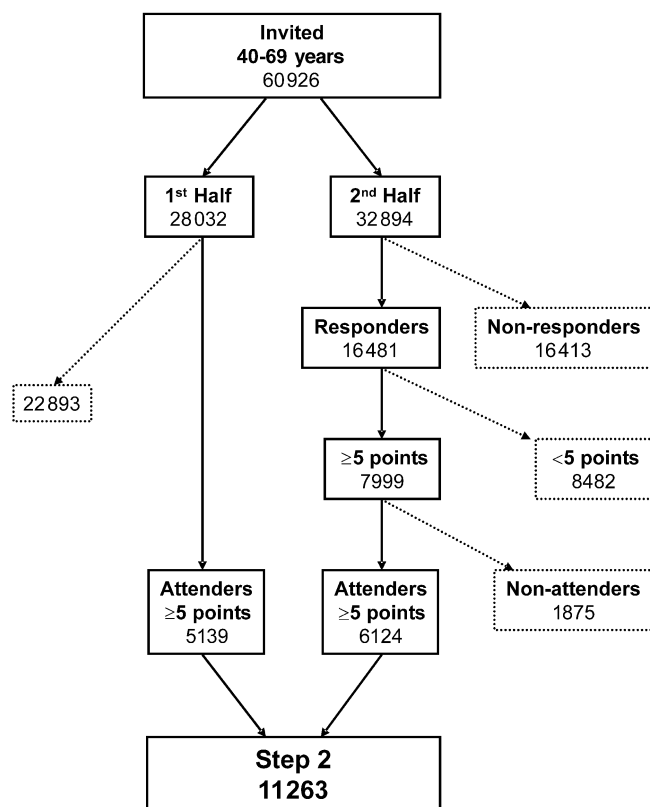 Invited
40-69 years
60926
1st Half
28032
2nd Half
32894
Responders
16481
Non-responders
16413
22893
≥5 points
7999
<5 points
8482
Attenders
≥5 points
5139
Attenders
≥5 points
6124
Non-attenders
1875
Step 2
11263